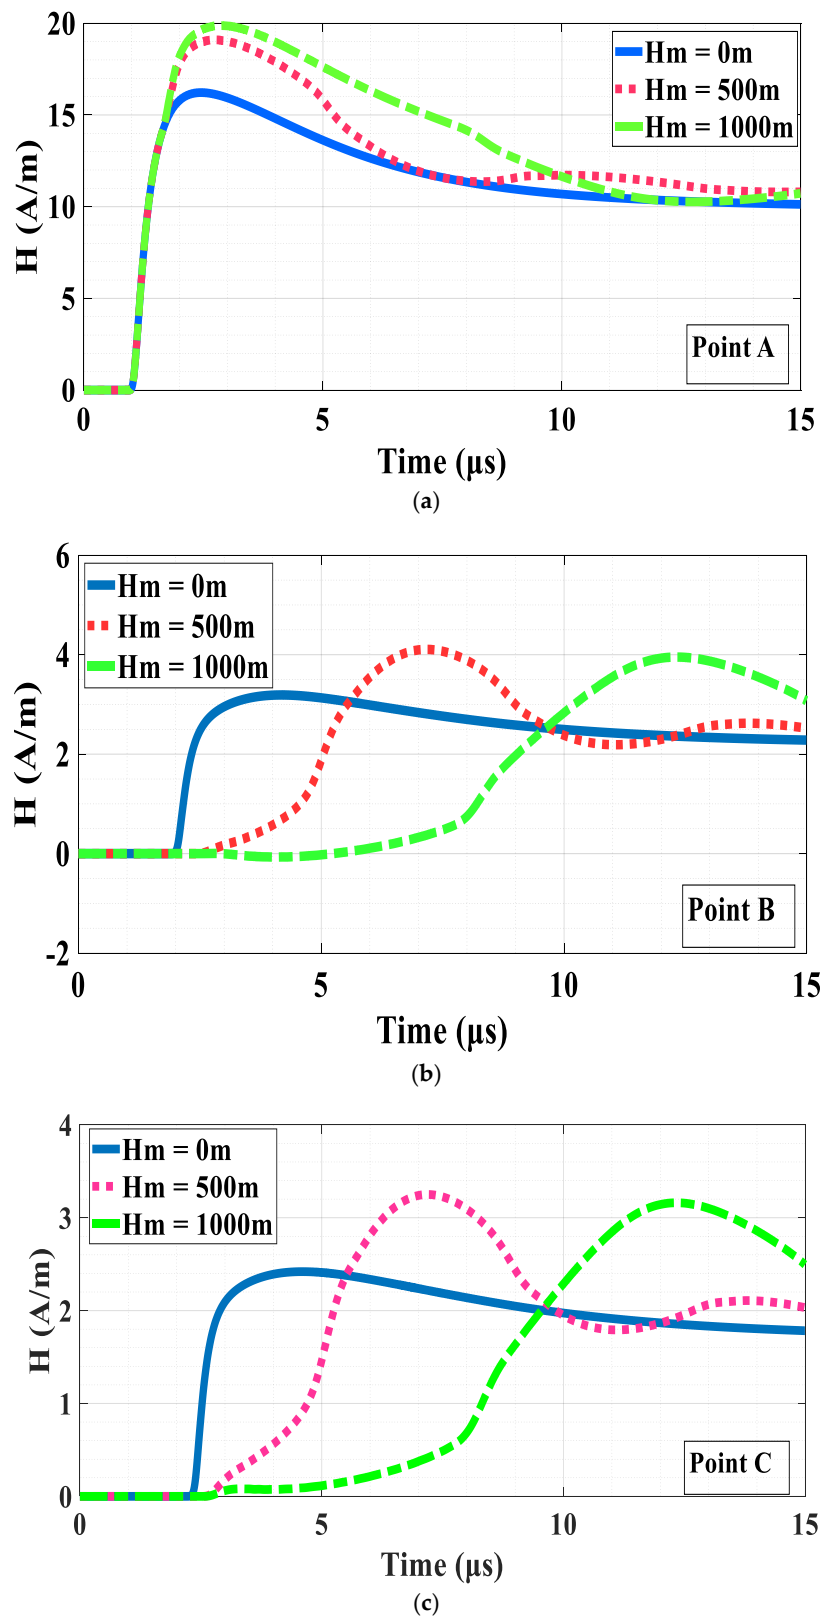 20
15
10
5
0
H (A/m)
Hm = 0m
Hm = 500m
Hm = 1000m
Point A
0 5 10 15
Time (μs)
(a)
6
4
2
0
-2
H (A/m)
Hm = 0m
Hm = 500m
Hm = 1000m
Point B
0 5 10 15
Time (μs)
(b)
4
3
2
1
0
H (A/m)
Hm = 0m
Hm = 500m
Hm = 1000m
Point C
0 5 10 15
Time (μs)
(c)